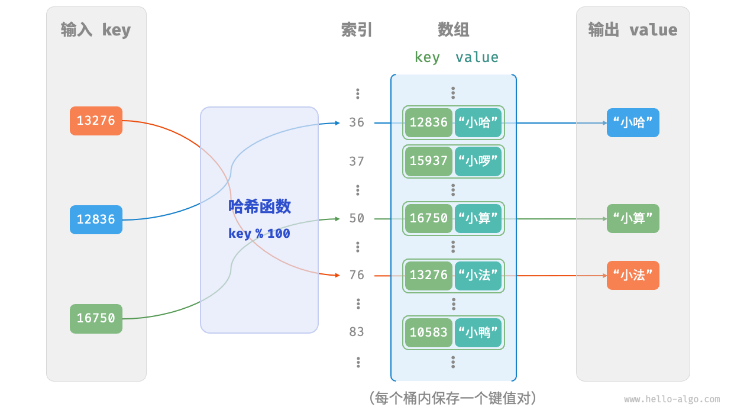 输入 key
索引
数组
输出 value
key value
36
12836 “小哈”
“小哈”
13276
37
15937 “小啰”
12836
哈希函数
key % 100
50
16750 “小算”
“小算”
76
13276 “小法”
“小法”
16750
83
10583 “小鸭”
（每个桶内保存一个键值对）
www.hello-algo.com